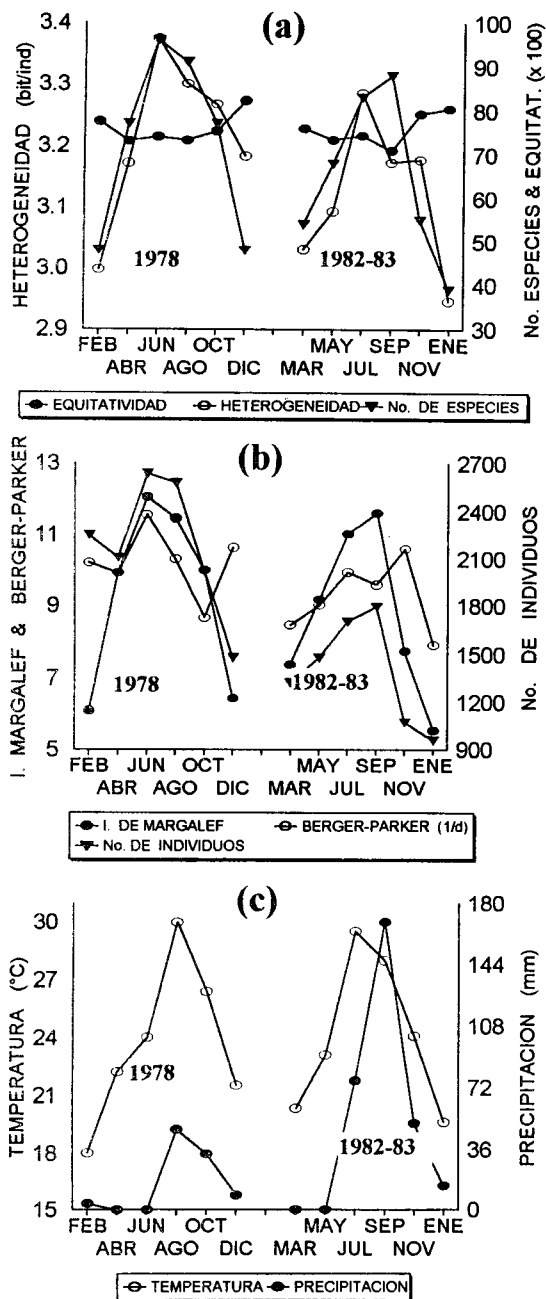 (a)
HETEROGENEIDAD (bit/ind)
3.4
3.3
3.2
3.1
3.0
2.9
100
90
80
70
60
50
40
30
No. ESPECIES & EQUITAT. (x 100)
1978
1982-83
FEB JUN OCT MAY SEP ENE
ABR AGO DIC MAR JUL NOV
EQUITATIVIDAD HETEROGENEIDAD No. DE ESPECIES
(b)
I. MARGALEF & BERGER-PARKER
13
11
9
7
5
2700
2400
2100
1800
1500
1200
900
No. DE INDIVIDUOS
1978
1982-83
FEB JUN OCT MAY SEP ENE
ABR AGO DIC MAR JUL NOV
I. DE MARGALEF BERGER-PARKER (1/d)
No. DE INDIVIDUOS
(c)
TEMPERATURA (°C)
30
27
24
21
18
15
180
144
108
72
36
0
PRECIPITACION (mm)
1978
1982-83
FEB JUN OCT MAY SEP ENE
ABR AGO DIC MAR JUL NOV
TEMPERATURA PRECIPITACION